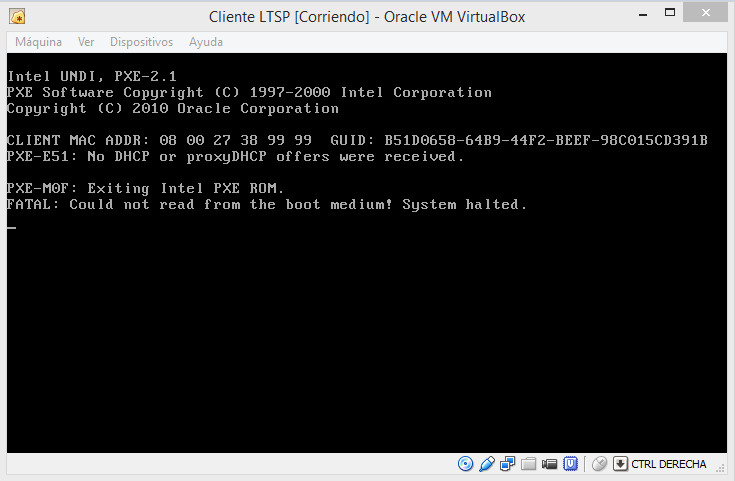 Cliente LTSP [Corriendo] - Oracle VM VirtualBox
Máquina Ver Dispositivos Ayuda
Intel UNDI, PXE-2.1
PXE Software Copyright (C) 1997-2000 Intel Corporation
Copyright (C) 2010 Oracle Corporation
CLIENT MAC ADDR: 08 00 27 38 99 99 GUID: B51D0658-64B9-44F2-BEEF-98C015CD391B
PXE-E51: No DHCP or proxyDHCP offers were received.
PXE-M0F: Exiting Intel PXE ROM.
FATAL: Could not read from the boot medium! System halted.
CTRL DERECHA